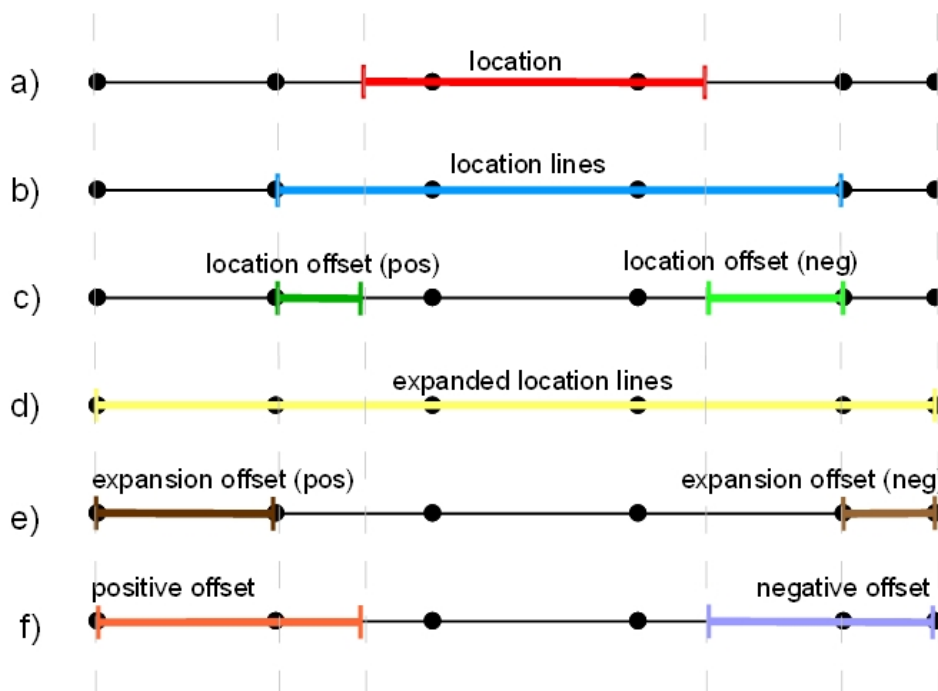 location
a)
location lines
b)
location offset (pos)
location offset (neg)
c)
expanded location lines
d)
expansion offset (pos)
expansion offset (neg)
e)
positive offset
negative offset
f)